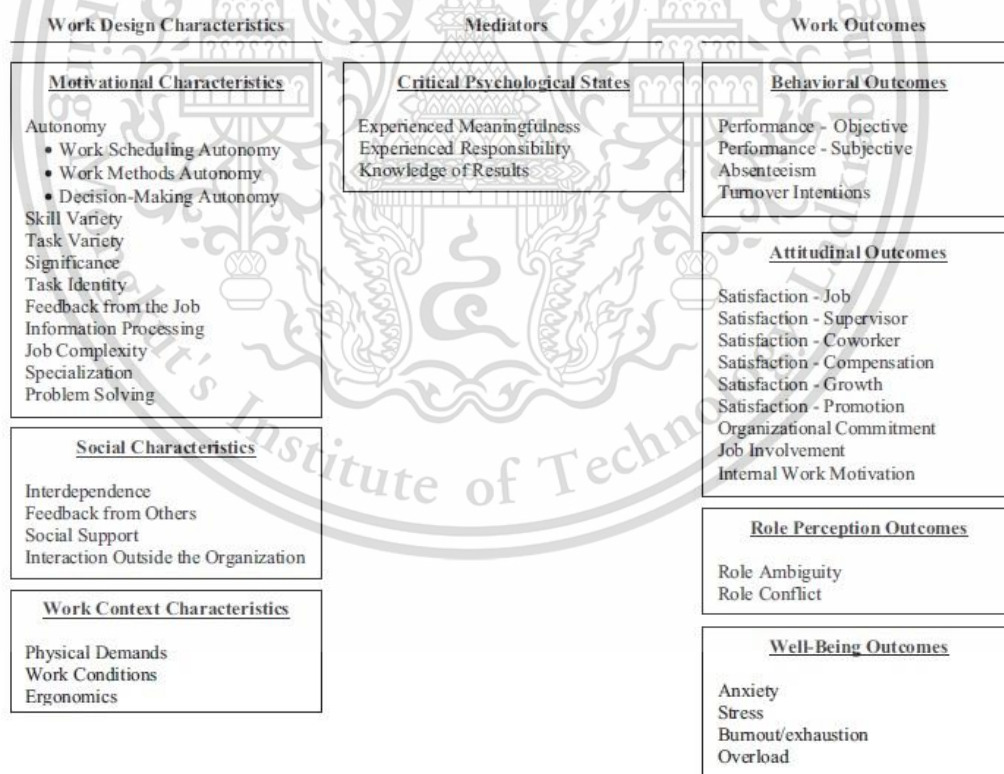 Work Design Characteristics
Motivational Characteristics
Autonomy
• Work Scheduling Autonomy
• Work Methods Autonomy
• Decision-Making Autonomy
Skill Variety
Task Variety
Significance
Task Identity
Feedback from the Job
Information Processing
Job Complexity
Specialization
Problem Solving
Social Characteristics
Interdependence
Feedback from Others
Social Support
Interaction Outside the Organization
Work Context Characteristics
Physical Demands
Work Conditions
Ergonomics
Mediators
Critical Psychological States
Experienced Meaningfulness
Experienced Responsibility
Knowledge of Results
Work Outcomes
Behavioral Outcomes
Performance - Objective
Performance - Subjective
Absenteeism
Turnover Intentions
Attitudinal Outcomes
Satisfaction - Job
Satisfaction - Supervisor
Satisfaction - Coworker
Satisfaction - Compensation
Satisfaction - Growth
Satisfaction - Promotion
Organizational Commitment
Job Involvement
Internal Work Motivation
Role Perception Outcomes
Role Ambiguity
Role Conflict
Well-Being Outcomes
Anxiety
Stress
Burnout/exhaustion
Overload
Institute of Technology